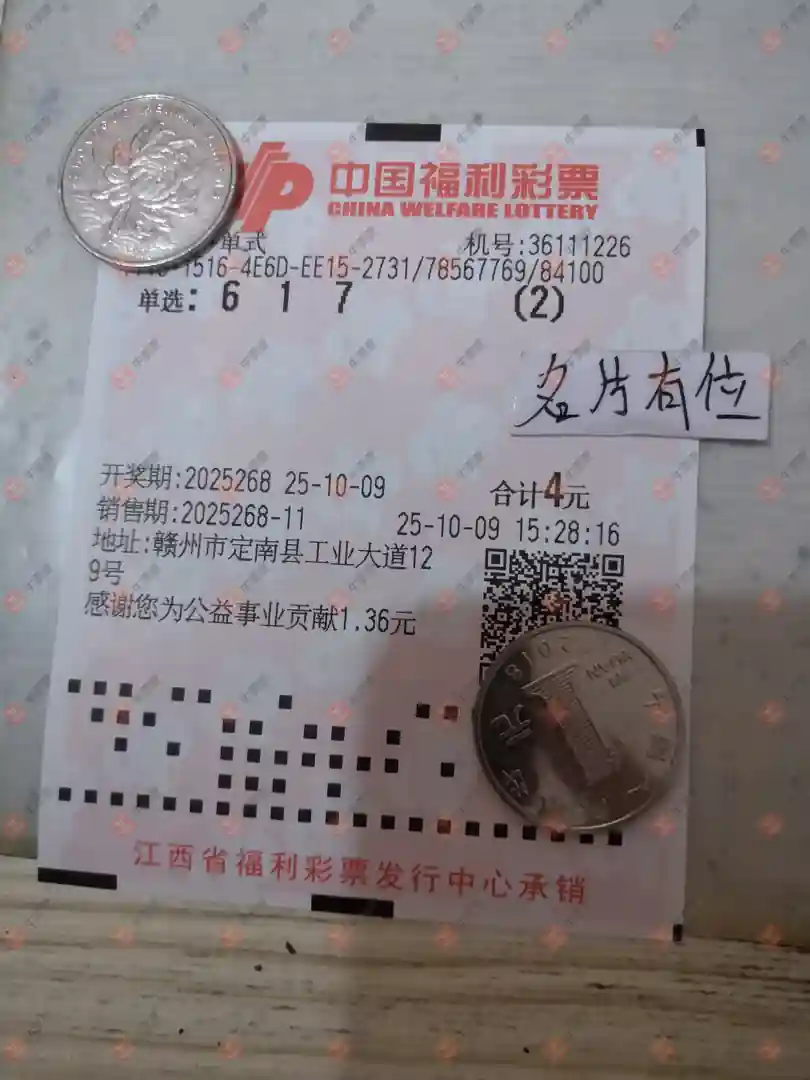 中国福利彩票
CHINA WELFARE LOTTERY
单式 机号:36111226
1516-4E6D-EE15-2731/78567769/84100
单选: 6 1 7 (2)
名片有位
开奖期:2025268 25-10-09 合计4元
销售期:2025268-11 25-10-09 15:28:16
地址:赣州市定南县工业大道12
9号
感谢您为公益事业贡献1.36元
2018
江西省福利彩票发行中心承销